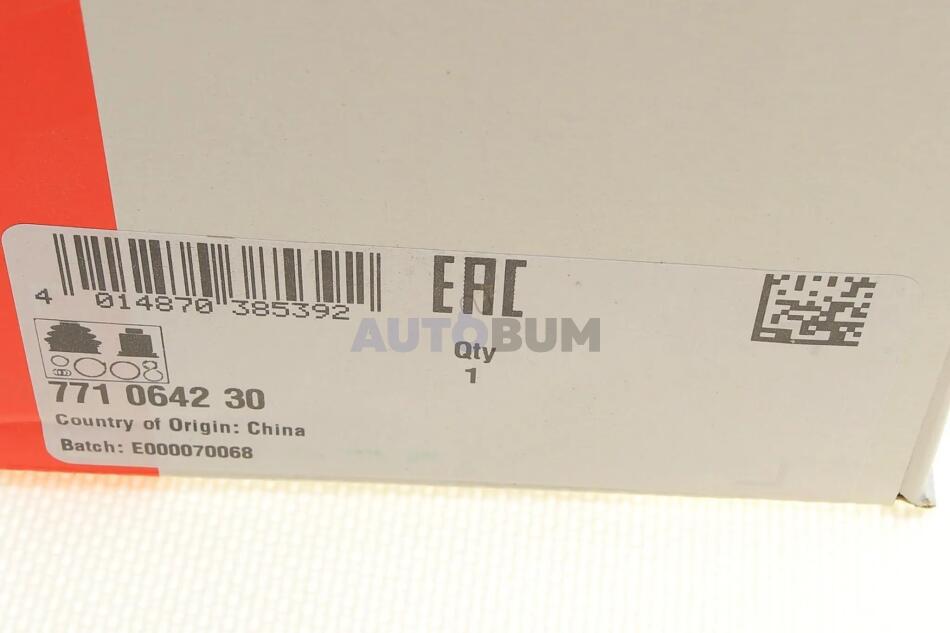 4 014870 385392
EAC
AUTOBUM
Qty
1
771 0642 30
Country of Origin: China
Batch: E000070068